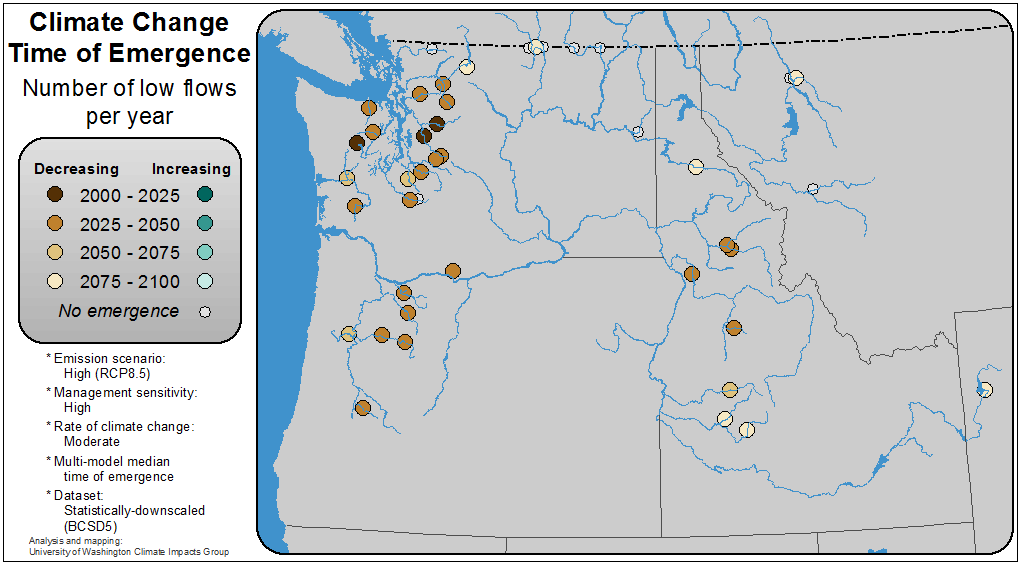 Climate Change
Time of Emergence
Number of low flows
per year
Decreasing Increasing
2000 - 2025
2025 - 2050
2050 - 2075
2075 - 2100
No emergence
* Emission scenario:
High (RCP8.5)
* Management sensitivity:
High
* Rate of climate change:
Moderate
* Multi-model median
time of emergence
* Dataset:
Statistically-downscaled
(BCSD5)
Analysis and mapping:
University of Washington Climate Impacts Group